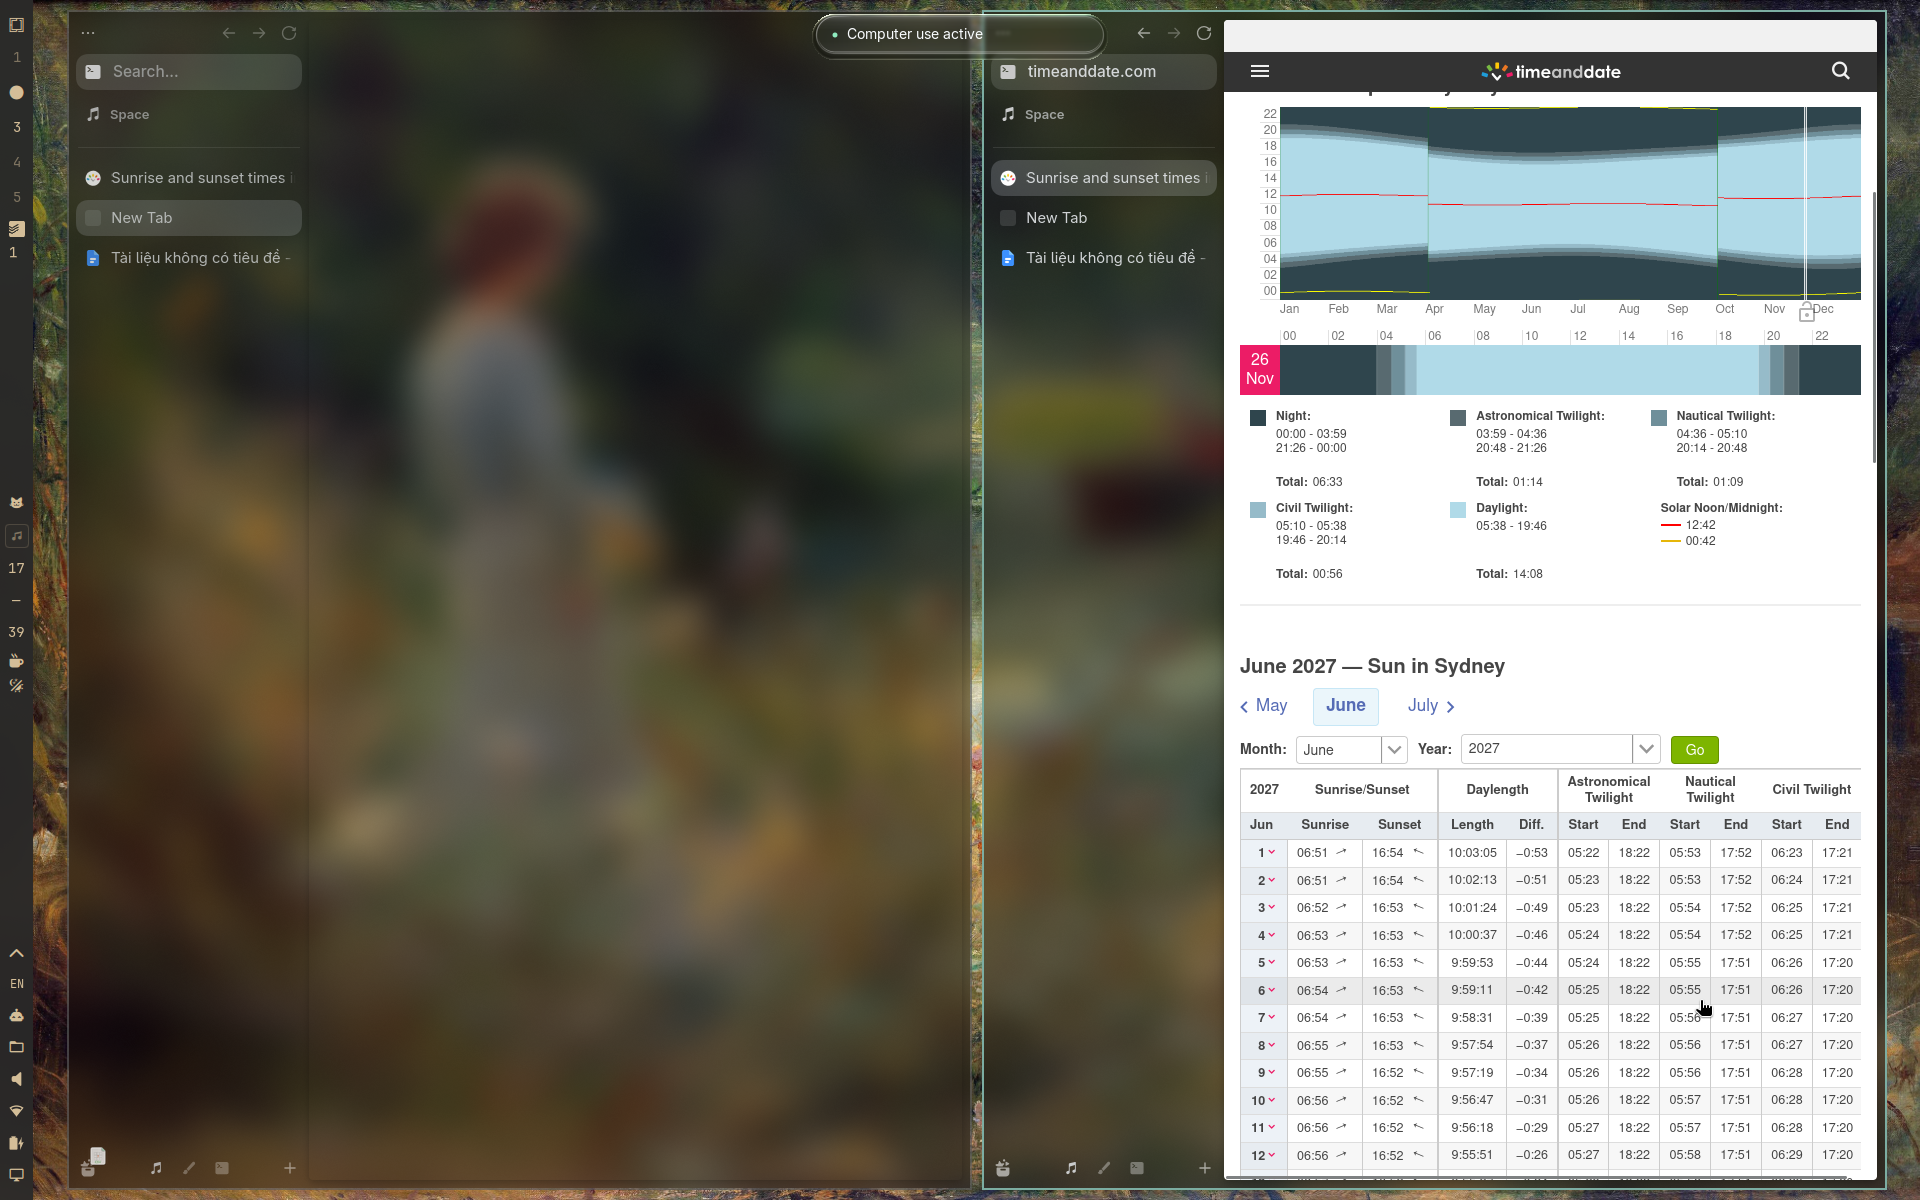 Computer use active
1
3
4
5
1
17
39
EN
...
Search...
Space
Sunrise and sunset times i
New Tab
Tài liệu không có tiêu đề -
timeanddate.com
Space
Sunrise and sunset times i
New Tab
Tài liệu không có tiêu đề -
timeanddate
22
20
18
16
14
12
10
08
06
04
02
00
Jan Feb Mar Apr May Jun Jul Aug Sep Oct Nov Dec
00 02 04 06 08 10 12 14 16 18 20 22
26
Nov
Night: Astronomical Twilight: Nautical Twilight:
00:00 - 03:59 03:59 - 04:36 04:36 - 05:10
21:26 - 00:00 20:48 - 21:26 20:14 - 20:48
Total: 06:33 Total: 01:14 Total: 01:09
Civil Twilight: Daylight: Solar Noon/Midnight:
05:10 - 05:38 05:38 - 19:46 12:42
19:46 - 20:14 00:42
Total: 00:56 Total: 14:08
June 2027 — Sun in Sydney
May June July
Month: June Year: 2027 Go
2027 Sunrise/Sunset Daylength Astronomical Twilight Nautical Twilight Civil Twilight
Jun Sunrise Sunset Length Diff. Start End Start End Start End
1 06:51 16:54 10:03:05 −0:53 05:22 18:22 05:53 17:52 06:23 17:21
2 06:51 16:54 10:02:13 −0:51 05:23 18:22 05:53 17:52 06:24 17:21
3 06:52 16:53 10:01:24 −0:49 05:23 18:22 05:54 17:52 06:25 17:21
4 06:53 16:53 10:00:37 −0:46 05:24 18:22 05:54 17:52 06:25 17:21
5 06:53 16:53 9:59:53 −0:44 05:24 18:22 05:55 17:51 06:26 17:20
6 06:54 16:53 9:59:11 −0:42 05:25 18:22 05:55 17:51 06:26 17:20
7 06:54 16:53 9:58:31 −0:39 05:25 18:22 05:56 17:51 06:27 17:20
8 06:55 16:53 9:57:54 −0:37 05:26 18:22 05:56 17:51 06:27 17:20
9 06:55 16:52 9:57:19 −0:34 05:26 18:22 05:56 17:51 06:28 17:20
10 06:56 16:52 9:56:47 −0:31 05:26 18:22 05:57 17:51 06:28 17:20
11 06:56 16:52 9:56:18 −0:29 05:27 18:22 05:57 17:51 06:28 17:20
12 06:56 16:52 9:55:51 −0:26 05:27 18:22 05:58 17:51 06:29 17:20